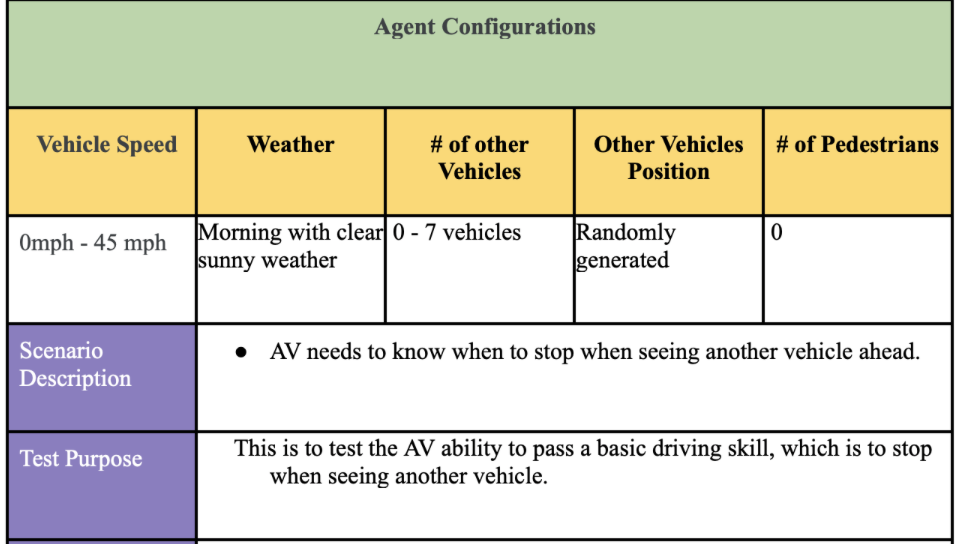 Agent Configurations
Vehicle Speed
Weather
# of other
Vehicles
Other Vehicles
Position
# of Pedestrians
0mph - 45 mph
Morning with clear
sunny weather
0 - 7 vehicles
Randomly
generated
0
Scenario
Description
● AV needs to know when to stop when seeing another vehicle ahead.
Test Purpose
This is to test the AV ability to pass a basic driving skill, which is to stop
when seeing another vehicle.